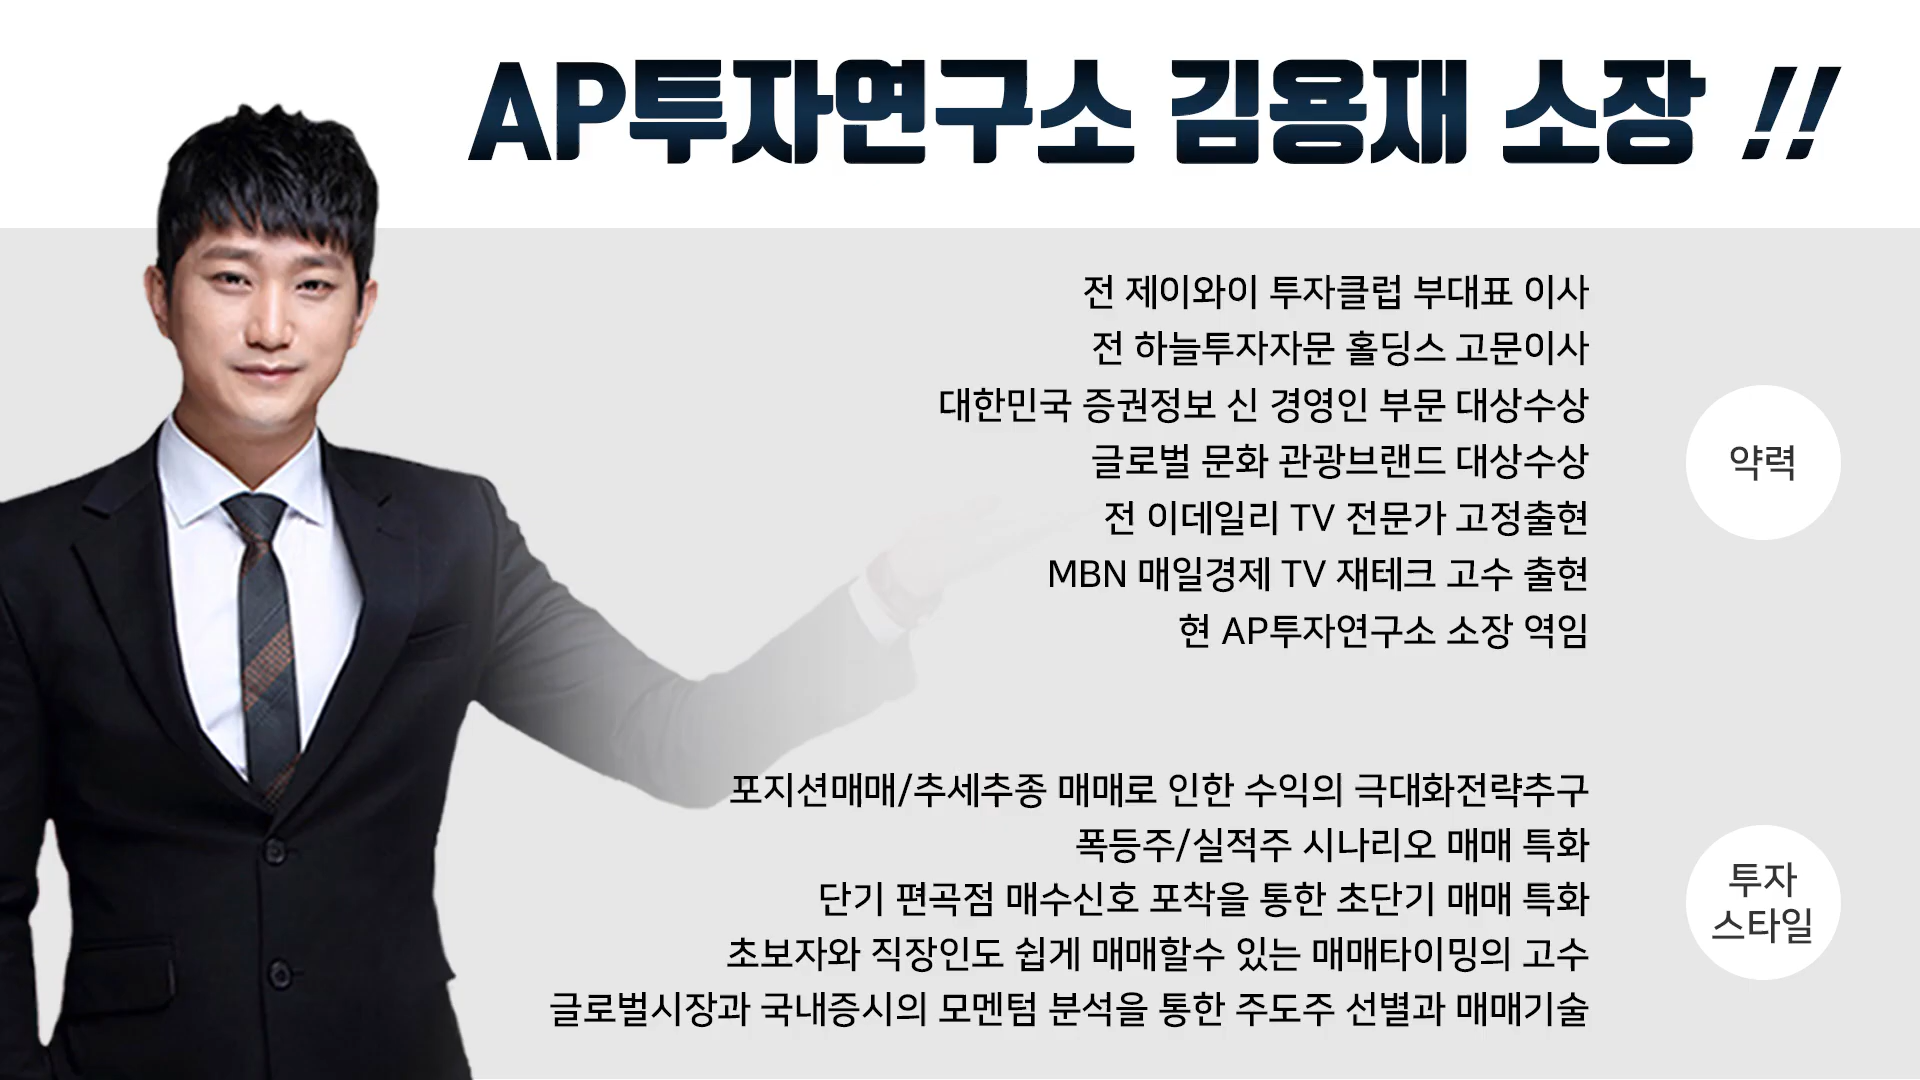 AP투자연구소 김용재 소장 !!
전 제이와이 투자클럽 부대표 이사
전 하늘투자자문 홀딩스 고문이사
대한민국 증권정보 신 경영인 부문 대상수상
글로벌 문화 관광브랜드 대상수상
전 이데일리 TV 전문가 고정출현
MBN 매일경제 TV 재테크 고수 출현
현 AP투자연구소 소장 역임
약력
포지션매매/추세추종 매매로 인한 수익의 극대화전략추구
폭등주/실적주 시나리오 매매 특화
단기 편곡점 매수신호 포착을 통한 초단기 매매 특화
초보자와 직장인도 쉽게 매매할수 있는 매매타이밍의 고수
글로벌시장과 국내증시의 모멘텀 분석을 통한 주도주 선별과 매매기술
투자
스타일